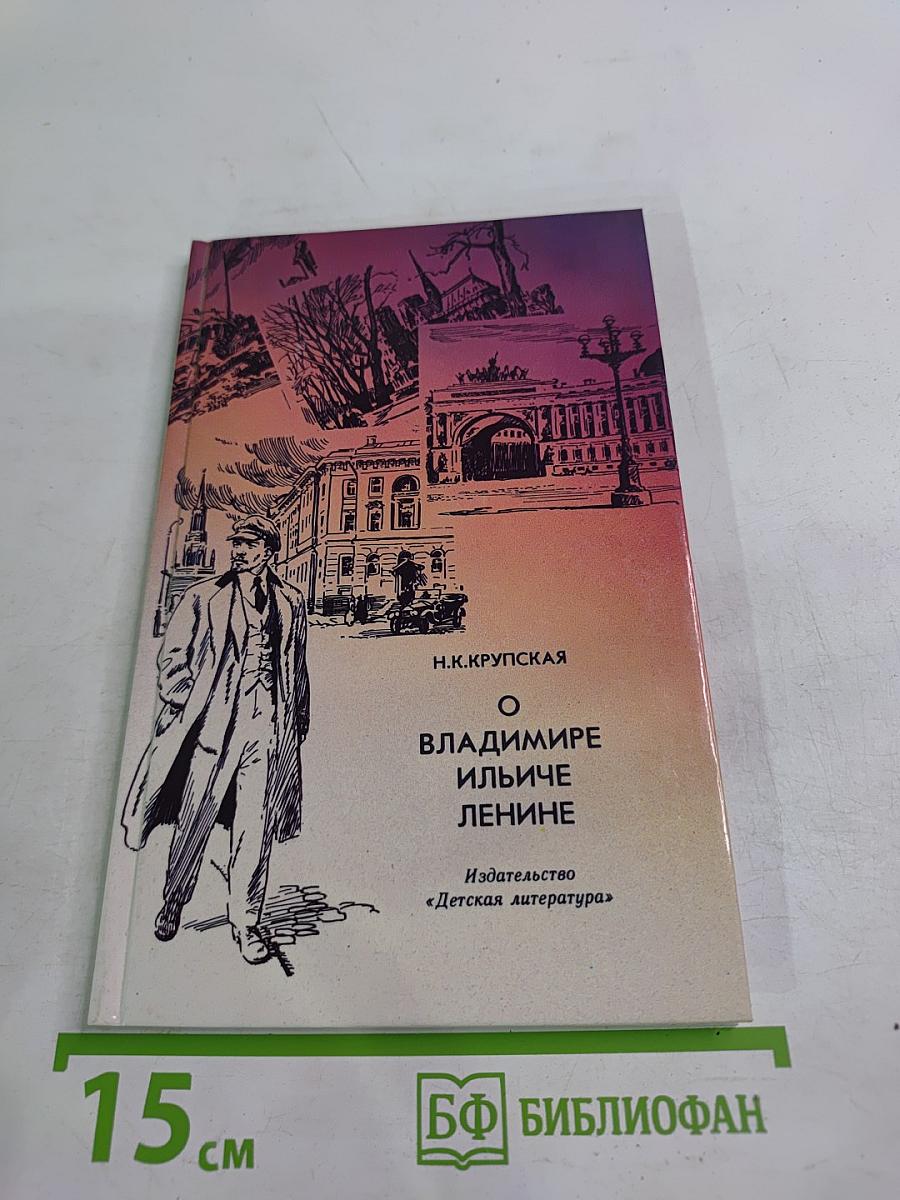 Н.К.КРУПСКАЯ
О
ВЛАДИМИРЕ
ИЛЬИЧЕ
ЛЕНИНЕ
Издательство
«Детская литература»
15 см
БФ БИБЛИОФАН